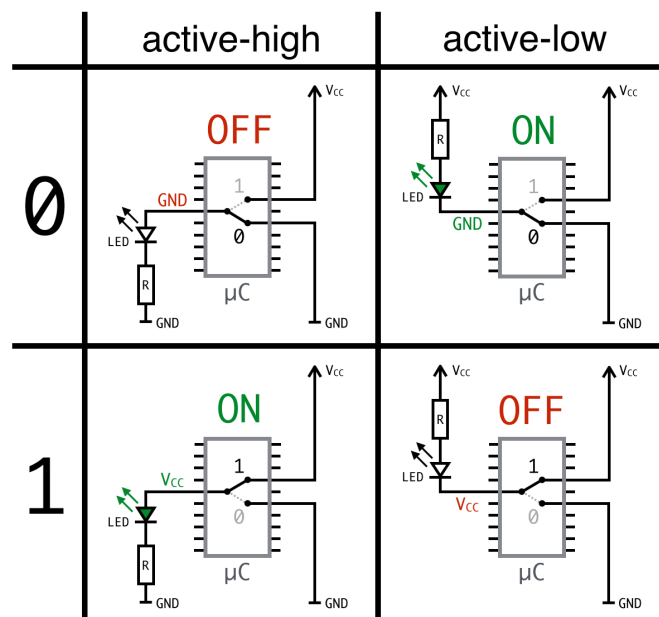 active-high
active-low
0
VCC
OFF
1
GND
0
LED
R
GND
µC
GND
VCC
VCC
R
ON
1
LED
GND
0
µC
GND
1
VCC
ON
1
VCC
0
LED
R
GND
µC
GND
VCC
VCC
R
OFF
1
LED
VCC
0
µC
GND